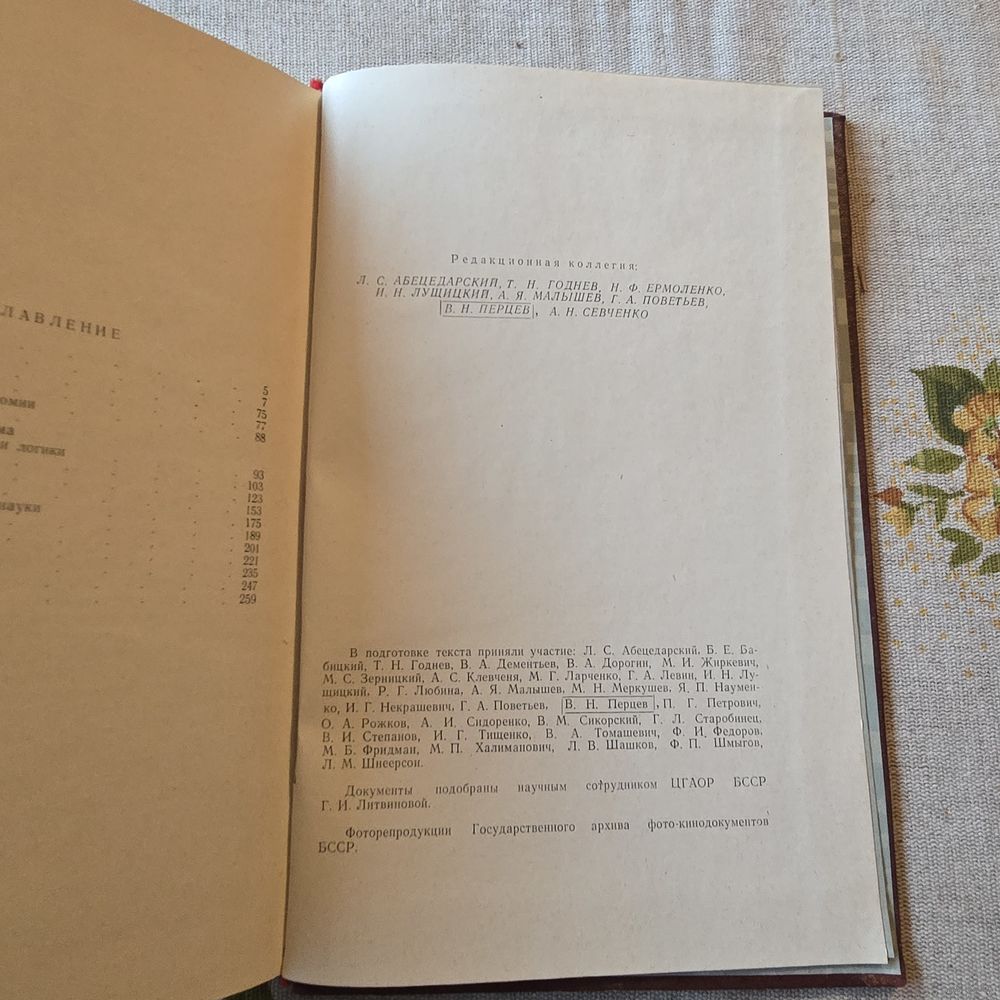 ЛАВЛЕНИЕ
5
омии 7
75
ма 77
и логики 88
93
103
123
науки 153
175
189
201
221
235
247
259
Редакционная коллегия:
Л. С. АБЕЦЕДАРСКИЙ, Т. Н. ГОДНЕВ, Н. Ф. ЕРМОЛЕНКО,
И. Н. ЛУЩИЦКИЙ, А. Я. МАЛЫШЕВ, Г. А. ПОВЕТЬЕВ,
В. Н. ПЕРЦЕВ, А. Н. СЕВЧЕНКО
В подготовке текста приняли участие: Л. С. Абецедарский, Б. Е. Ба-
бицкий, Т. Н. Годнев, В. А. Дементьев, В. А. Дорогин, М. И. Жиркевич,
М. С. Зерницкий, А. С. Клевченя, М. Г. Ларченко, Г. А. Левин, И. Н. Лу-
щицкий, Р. Г. Любина, А. Я. Малышев, М. Н. Меркушев, Я. П. Наумен-
ко, И. Г. Некрашевич, Г. А. Поветьев, В. Н. Перцев, П. Г. Петрович,
О. А. Рожков, А. И. Сидоренко, В. М. Сикорский, Г. Л. Старобинец,
В. И. Степанов, И. Г. Тищенко, В. А. Томашевич, Ф. И. Федоров,
М. Б. Фридман, М. П. Халиманович, Л. В. Шашков, Ф. П. Шмыгов,
Л. М. Шнеерсон.
Документы подобраны научным сотрудником ЦГАОР БССР
Г. И. Литвиновой.
Фоторепродукции Государственного архива фото-кинодокументов
БССР.